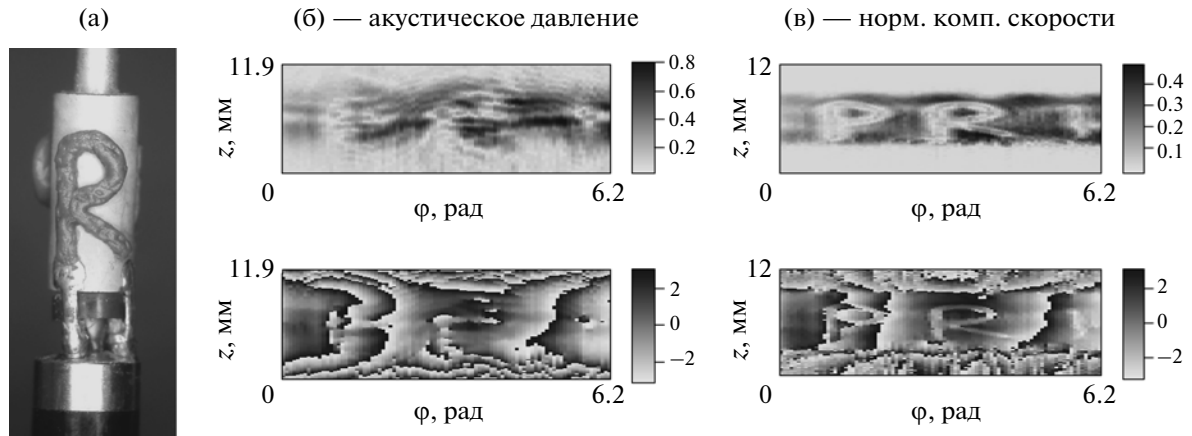 (а)
(б) — акустическое давление
(в) — норм. комп. скорости
R
11.9
z, мм
0
φ, рад
6.2
0.8
0.6
0.4
0.2
12
z, мм
0
φ, рад
6.2
0.4
0.3
0.2
0.1
P R
11.9
z, мм
0
φ, рад
6.2
2
0
−2
12
z, мм
0
φ, рад
6.2
2
0
−2
P R